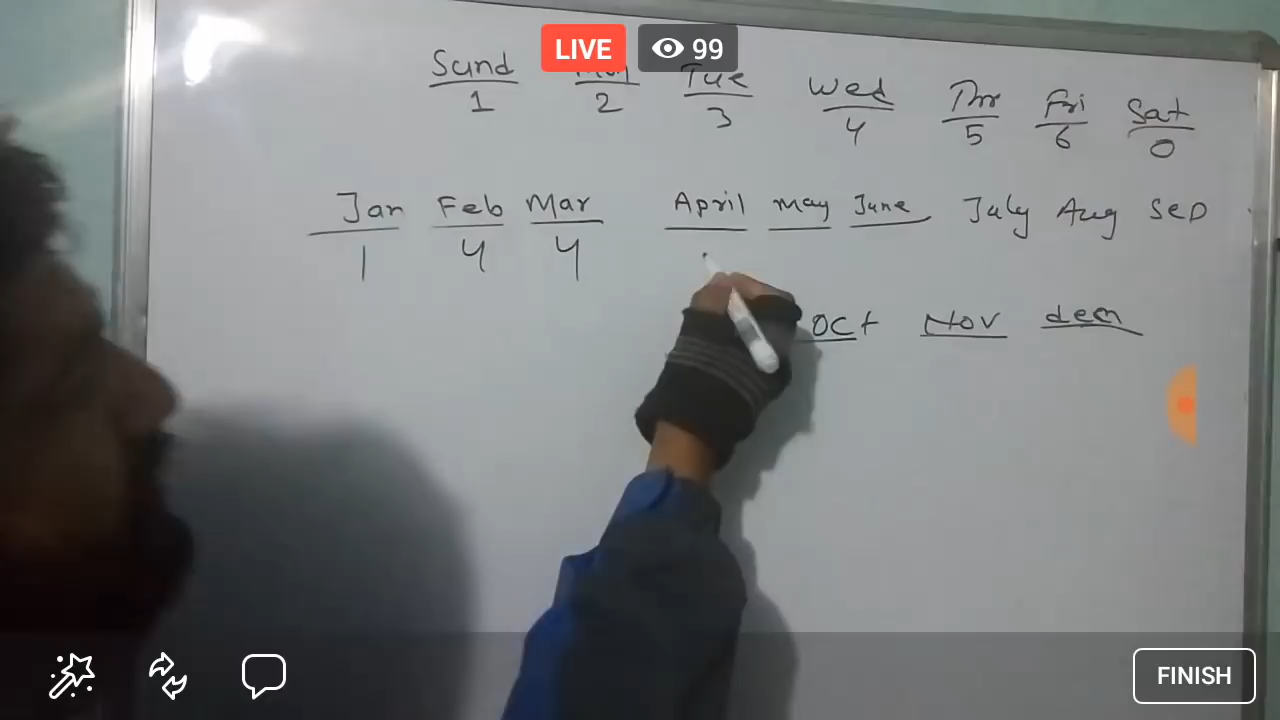 LIVE 99
Sund Tue Wed Thr Fri Sat
1 2 3 4 5 6 0
Jan Feb Mar April May June July Aug Sep
1 4 4
Oct Nov dem
FINISH